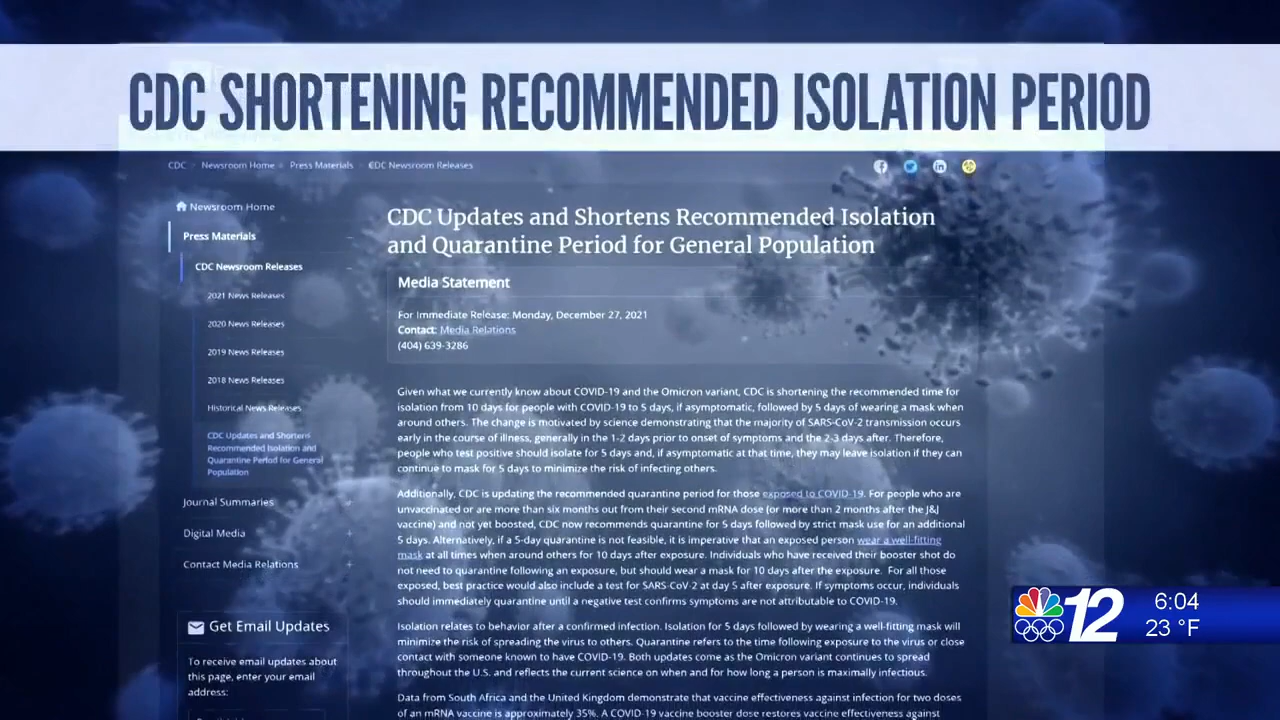 CDC SHORTENING RECOMMENDED ISOLATION PERIOD
CDC > Newsroom Home > Press Materials > CDC Newsroom Releases
Newsroom Home
Press Materials
CDC Newsroom Releases
2021 News Releases
2020 News Releases
2019 News Releases
2018 News Releases
Historical News Releases
CDC Updates and Shortens
Recommended Isolation and
Quarantine Period for General
Population
Journal Summaries
Digital Media
Contact Media Relations
Get Email Updates
To receive email updates about
this page, enter your email
address:
CDC Updates and Shortens Recommended Isolation
and Quarantine Period for General Population
Media Statement
For Immediate Release: Monday, December 27, 2021
Contact: Media Relations
(404) 639-3286
Given what we currently know about COVID-19 and the Omicron variant, CDC is shortening the recommended time for
isolation from 10 days for people with COVID-19 to 5 days, if asymptomatic, followed by 5 days of wearing a mask when
around others. The change is motivated by science demonstrating that the majority of SARS-CoV-2 transmission occurs
early in the course of illness, generally in the 1-2 days prior to onset of symptoms and the 2-3 days after. Therefore,
people who test positive should isolate for 5 days and, if asymptomatic at that time, they may leave isolation if they can
continue to mask for 5 days to minimize the risk of infecting others.
Additionally, CDC is updating the recommended quarantine period for those exposed to COVID-19. For people who are
unvaccinated or are more than six months out from their second mRNA dose (or more than 2 months after the J&J
vaccine) and not yet boosted, CDC now recommends quarantine for 5 days followed by strict mask use for an additional
5 days. Alternatively, if a 5-day quarantine is not feasible, it is imperative that an exposed person wear a well-fitting
mask at all times when around others for 10 days after exposure. Individuals who have received their booster shot do
not need to quarantine following an exposure, but should wear a mask for 10 days after the exposure. For all those
exposed, best practice would also include a test for SARS-CoV-2 at day 5 after exposure. If symptoms occur, individuals
should immediately quarantine until a negative test confirms symptoms are not attributable to COVID-19.
Isolation relates to behavior after a confirmed infection. Isolation for 5 days followed by wearing a well-fitting mask will
minimize the risk of spreading the virus to others. Quarantine refers to the time following exposure to the virus or close
contact with someone known to have COVID-19. Both updates come as the Omicron variant continues to spread
throughout the U.S. and reflects the current science on when and for how long a person is maximally infectious.
Data from South Africa and the United Kingdom demonstrate that vaccine effectiveness against infection for two doses
of an mRNA vaccine is approximately 35%. A COVID-19 vaccine booster dose restores vaccine effectiveness against
12
6:04
23 °F